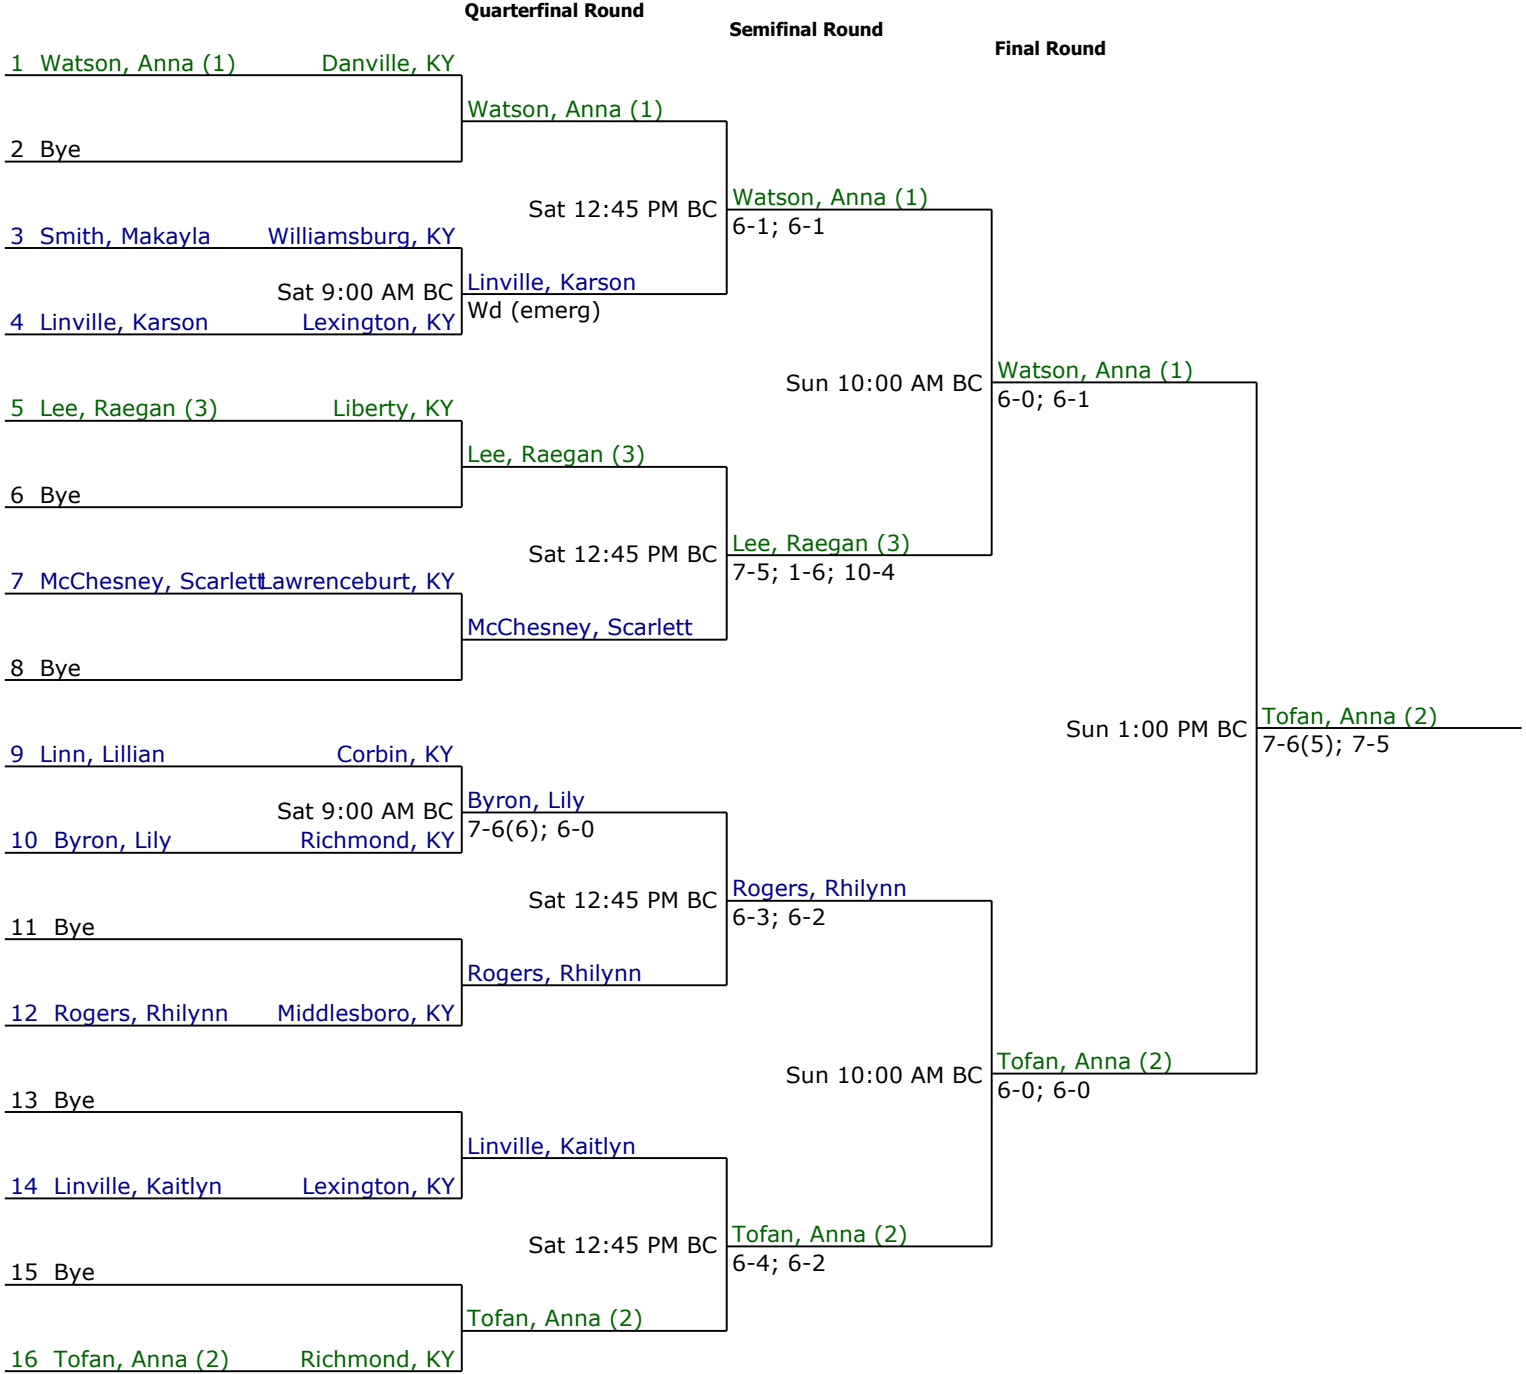 Quarterfinal Round
Semifinal Round
Final Round
1 Watson, Anna (1) Danville, KY
Watson, Anna (1)
2 Bye
Sat 12:45 PM BC Watson, Anna (1)
6-1; 6-1
3 Smith, Makayla Williamsburg, KY
Sat 9:00 AM BC Linville, Karson
Wd (emerg)
4 Linville, Karson Lexington, KY
Sun 10:00 AM BC Watson, Anna (1)
6-0; 6-1
5 Lee, Raegan (3) Liberty, KY
Lee, Raegan (3)
6 Bye
Sat 12:45 PM BC Lee, Raegan (3)
7-5; 1-6; 10-4
7 McChesney, Scarlett Lawrenceburt, KY
McChesney, Scarlett
8 Bye
Sun 1:00 PM BC Tofan, Anna (2)
7-6(5); 7-5
9 Linn, Lillian Corbin, KY
Sat 9:00 AM BC Byron, Lily
7-6(6); 6-0
10 Byron, Lily Richmond, KY
Sat 12:45 PM BC Rogers, Rhilynn
6-3; 6-2
11 Bye
Rogers, Rhilynn
12 Rogers, Rhilynn Middlesboro, KY
Sun 10:00 AM BC Tofan, Anna (2)
6-0; 6-0
13 Bye
Linville, Kaitlyn
14 Linville, Kaitlyn Lexington, KY
Sat 12:45 PM BC Tofan, Anna (2)
6-4; 6-2
15 Bye
Tofan, Anna (2)
16 Tofan, Anna (2) Richmond, KY